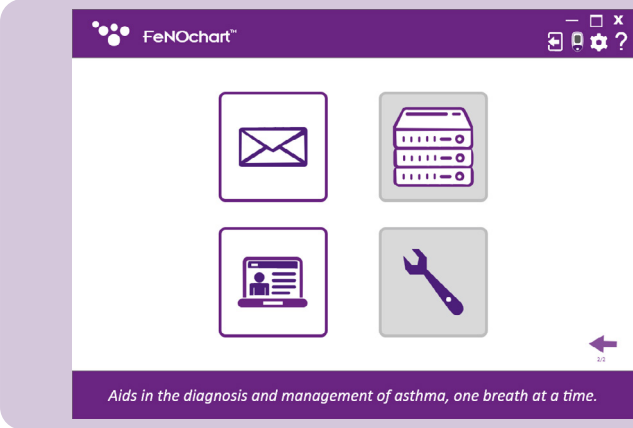 FeNOchart™
2/2
Aids in the diagnosis and management of asthma, one breath at a time.